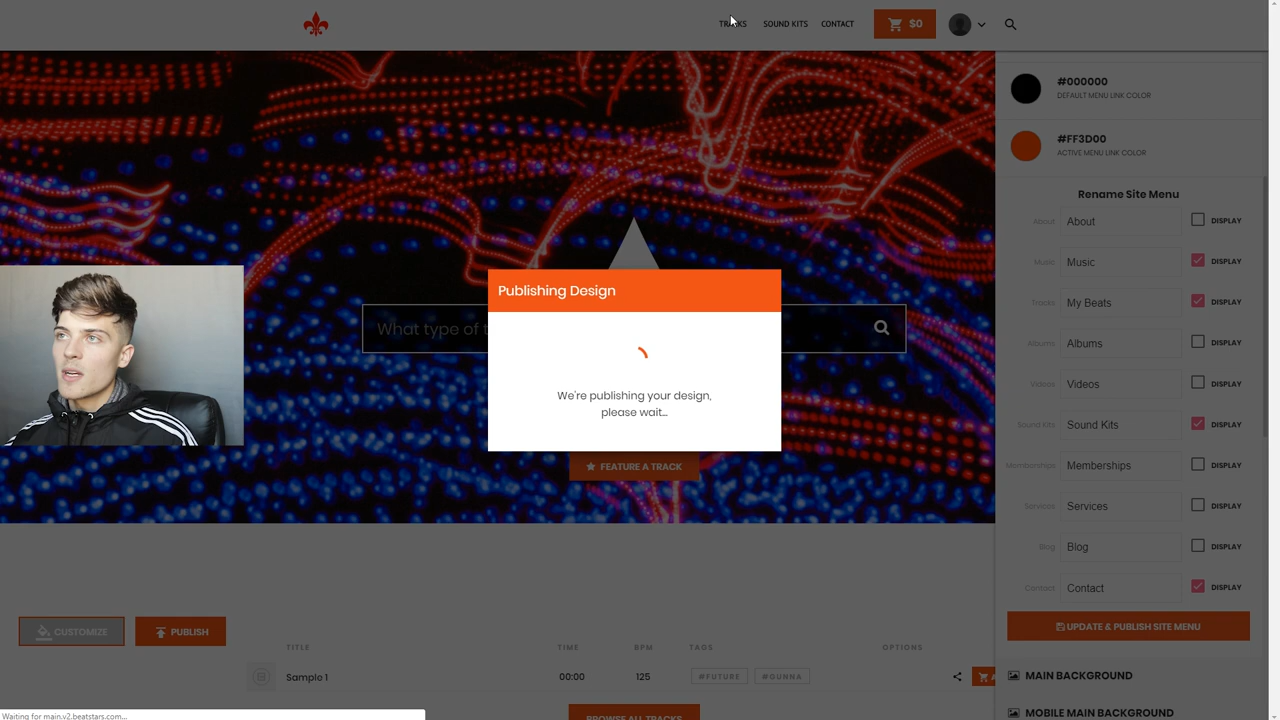 TRACKS
SOUND KITS
CONTACT
$0
#000000
DEFAULT MENU LINK COLOR
#FF3D00
ACTIVE MENU LINK COLOR
Rename Site Menu
About About DISPLAY
Music Music DISPLAY
Tracks My Beats DISPLAY
Albums Albums DISPLAY
Videos Videos DISPLAY
Sound Kits Sound Kits DISPLAY
Memberships Memberships DISPLAY
Services Services DISPLAY
Blog Blog DISPLAY
Contact Contact DISPLAY
UPDATE & PUBLISH SITE MENU
MAIN BACKGROUND
MOBILE MAIN BACKGROUND
What type of t
Publishing Design
We're publishing your design,
please wait...
FEATURE A TRACK
CUSTOMIZE
PUBLISH
TITLE TIME BPM TAGS OPTIONS
Sample 1 00:00 125 #FUTURE #GUNNA
BROWSE ALL TRACKS
Waiting for main.v2.beatstars.com...